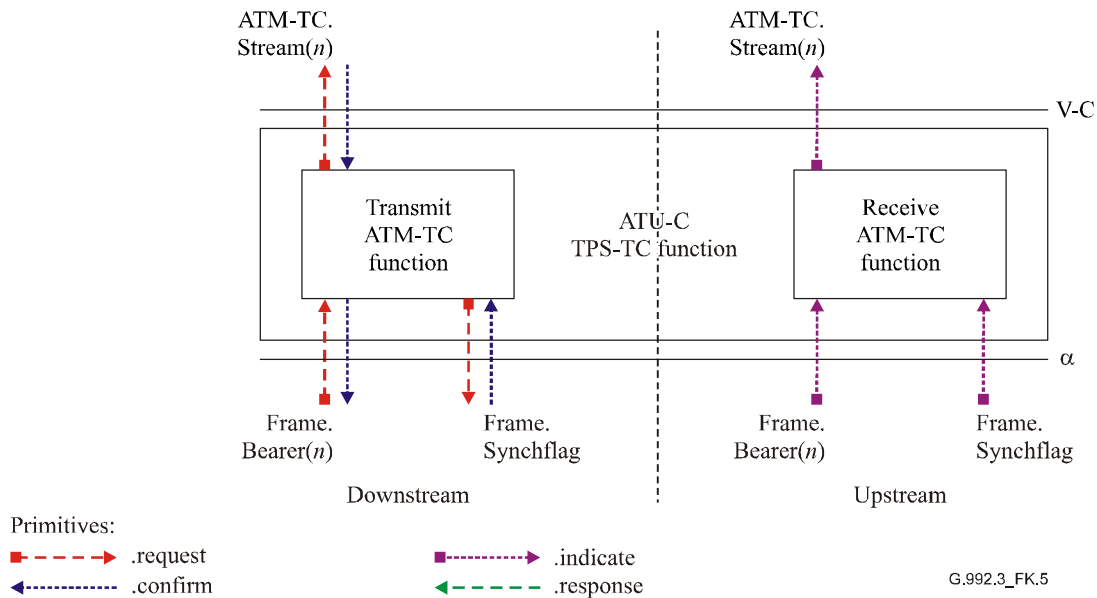 ATM-TC.
Stream(n)
ATM-TC.
Stream(n)
V-C
Transmit
ATM-TC
function
ATU-C
TPS-TC function
Receive
ATM-TC
function
α
Frame.
Bearer(n)
Frame.
Synchflag
Frame.
Bearer(n)
Frame.
Synchflag
Downstream
Upstream
Primitives:
.request
.indicate
.confirm
.response
G.992.3_FK.5